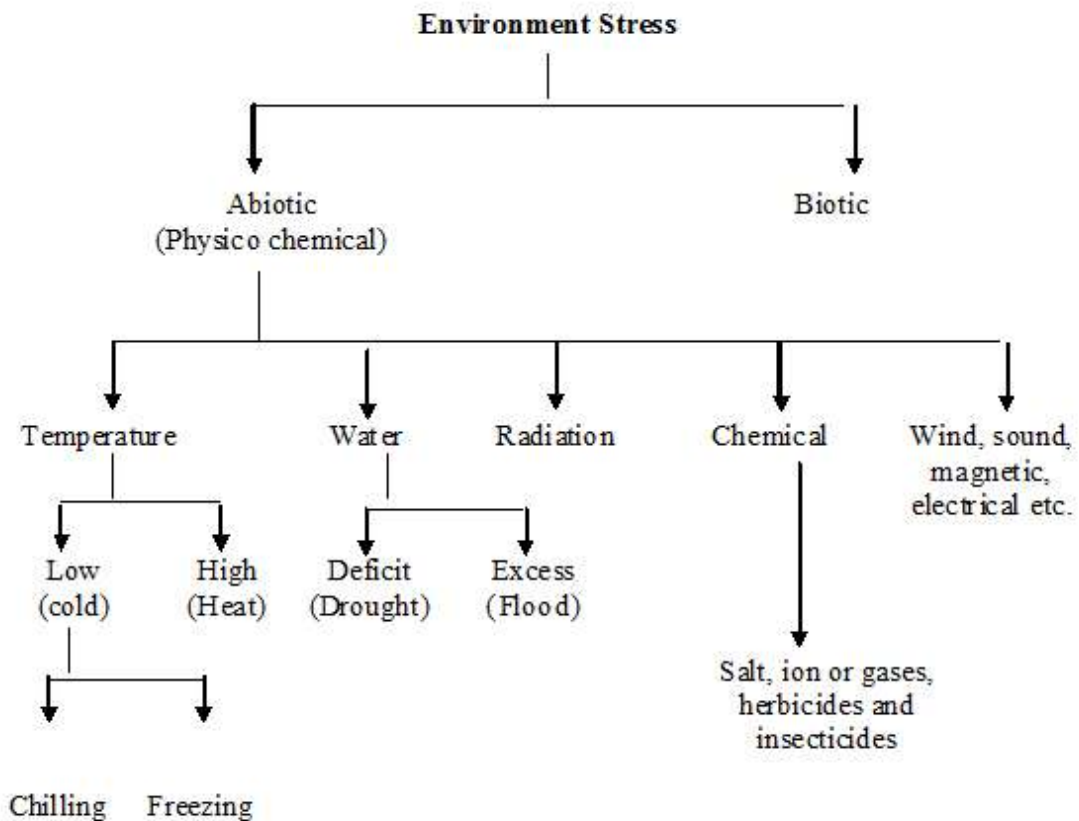 Environment Stress
Abiotic
(Physico chemical)
Biotic
Temperature
Water
Radiation
Chemical
Wind, sound,
magnetic,
electrical etc.
Low
(cold)
High
(Heat)
Deficit
(Drought)
Excess
(Flood)
Salt, ion or gases,
herbicides and
insecticides
Chilling
Freezing